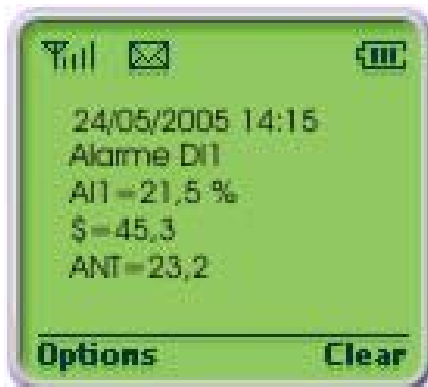 24/05/2005 14:15
Alarme DI1
AI1=21,5 %
$=45,3
ANT=23,2
Options Clear